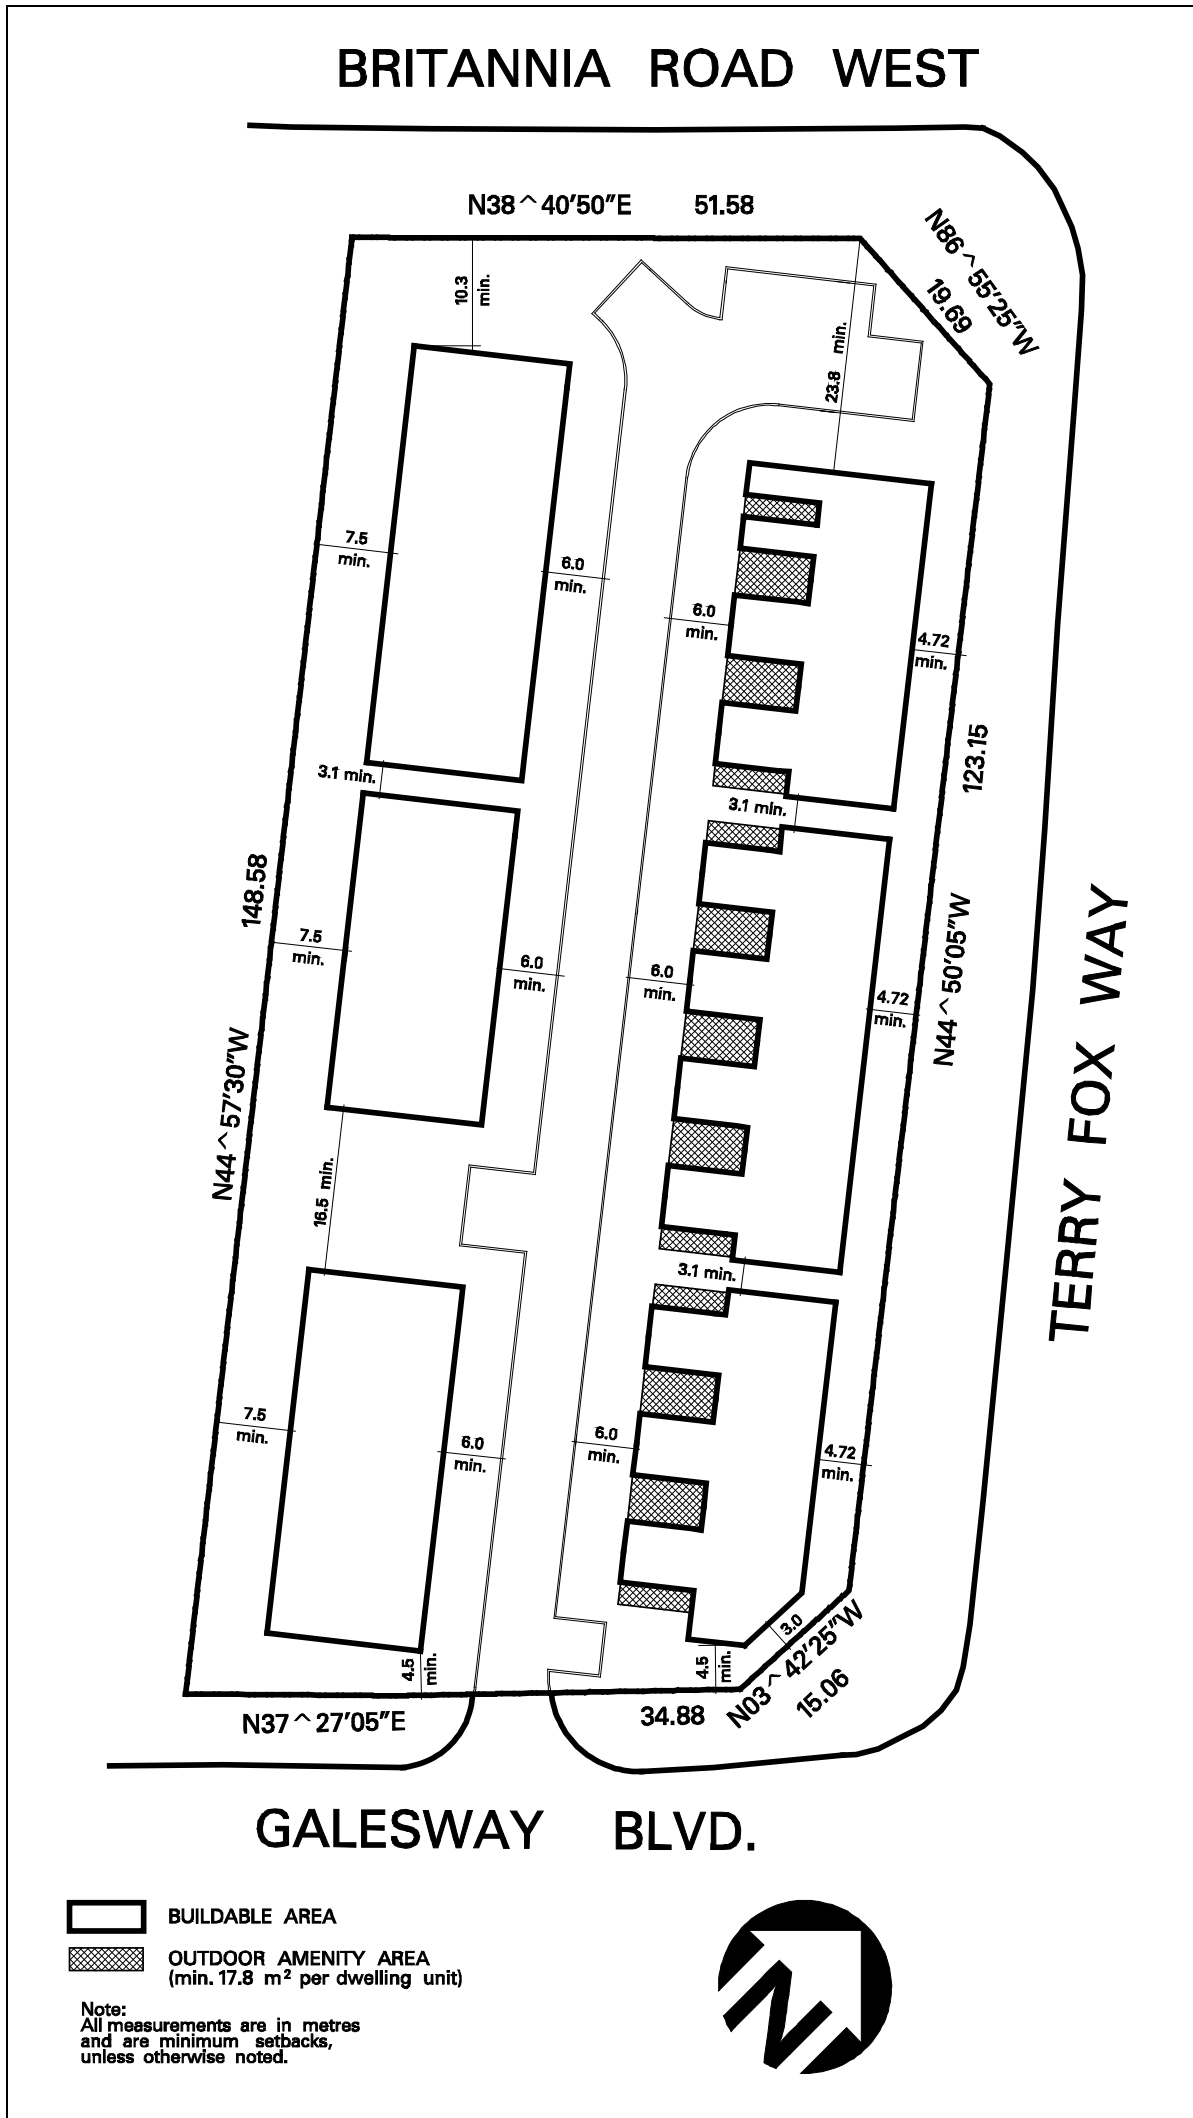 BRITANNIA ROAD WEST
N38^40'50"E 51.58
N86^55'25"W
19.69
10.3
min.
23.8 min.
7.5
min.
6.0
min.
6.0
min.
4.72
min.
3.1 min.
3.1 min.
123.15
148.58
7.5
min.
6.0
min.
6.0
min.
4.72
min.
N44^50'05"W
N44^57'30"W
TERRY FOX WAY
16.5 min.
3.1 min.
7.5
min.
6.0
min.
6.0
min.
4.72
min.
3.0
4.5
min.
4.5
min.
N03^42'25"W
15.06
N37^27'05"E
34.88
GALESWAY BLVD.
BUILDABLE AREA
OUTDOOR AMENITY AREA
(min. 17.8 m² per dwelling unit)
Note:
All measurements are in metres
and are minimum setbacks,
unless otherwise noted.
N